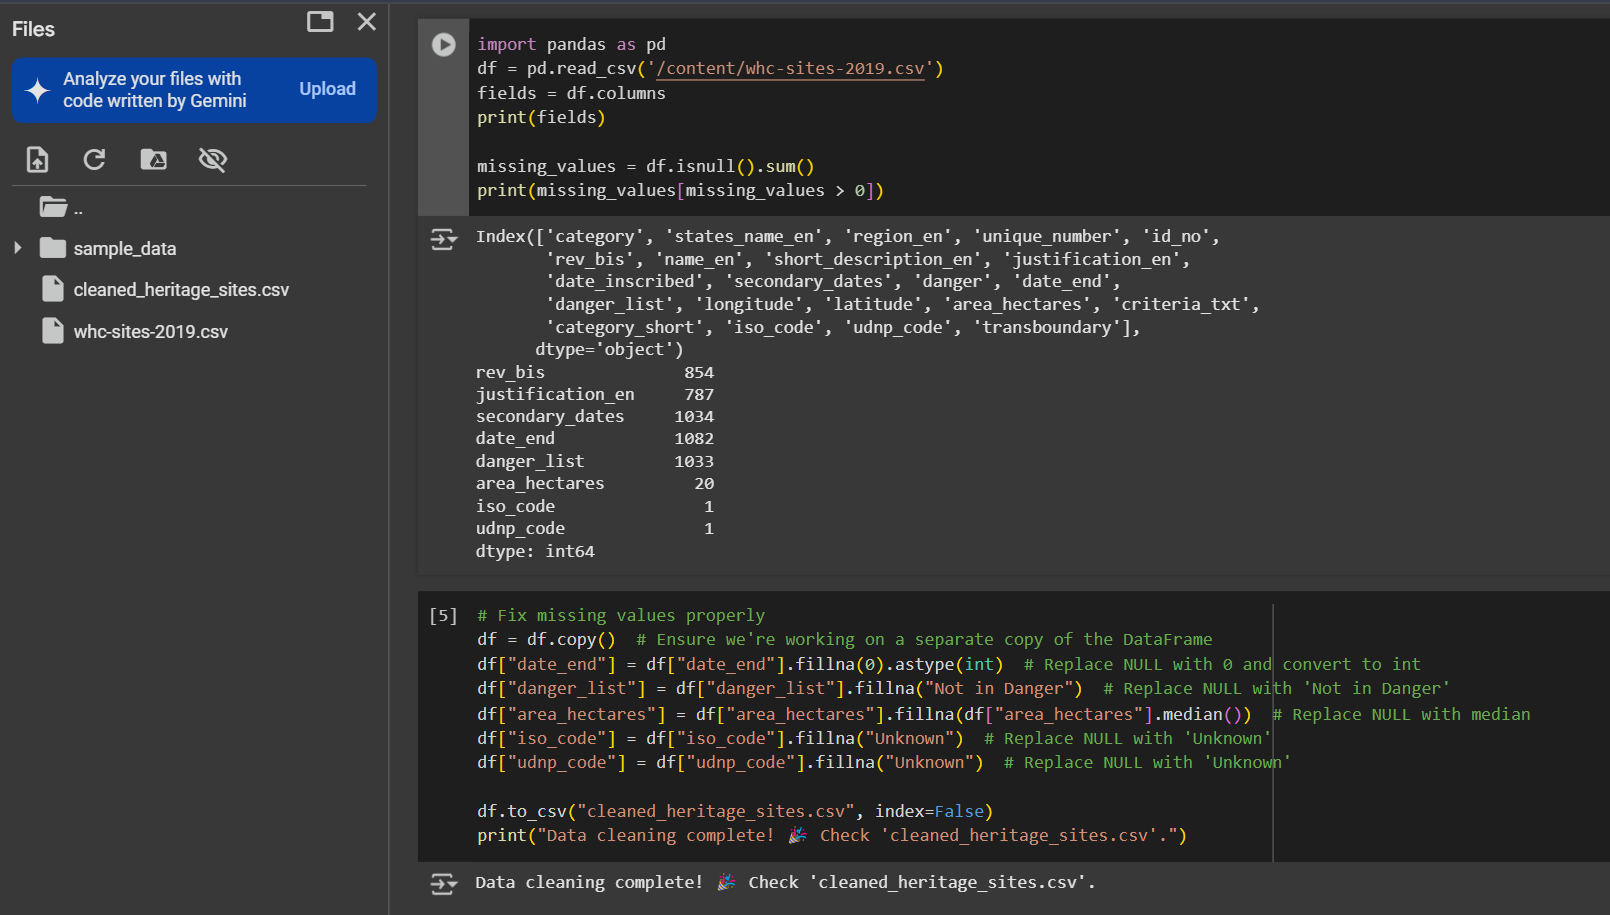 Files
Analyze your files with
code written by Gemini
Upload
..
sample_data
cleaned_heritage_sites.csv
whc-sites-2019.csv
import pandas as pd
df = pd.read_csv('/content/whc-sites-2019.csv')
fields = df.columns
print(fields)
missing_values = df.isnull().sum()
print(missing_values[missing_values > 0])
Index(['category', 'states_name_en', 'region_en', 'unique_number', 'id_no',
'rev_bis', 'name_en', 'short_description_en', 'justification_en',
'date_inscribed', 'secondary_dates', 'danger', 'date_end',
'danger_list', 'longitude', 'latitude', 'area_hectares', 'criteria_txt',
'category_short', 'iso_code', 'udnp_code', 'transboundary'],
dtype='object')
rev_bis 854
justification_en 787
secondary_dates 1034
date_end 1082
danger_list 1033
area_hectares 20
iso_code 1
udnp_code 1
dtype: int64
[5] # Fix missing values properly
df = df.copy() # Ensure we're working on a separate copy of the DataFrame
df["date_end"] = df["date_end"].fillna(0).astype(int) # Replace NULL with 0 and convert to int
df["danger_list"] = df["danger_list"].fillna("Not in Danger") # Replace NULL with 'Not in Danger'
df["area_hectares"] = df["area_hectares"].fillna(df["area_hectares"].median()) # Replace NULL with median
df["iso_code"] = df["iso_code"].fillna("Unknown") # Replace NULL with 'Unknown'
df["udnp_code"] = df["udnp_code"].fillna("Unknown") # Replace NULL with 'Unknown'
df.to_csv("cleaned_heritage_sites.csv", index=False)
print("Data cleaning complete! 🎉 Check 'cleaned_heritage_sites.csv'.")
Data cleaning complete! 🎉 Check 'cleaned_heritage_sites.csv'.